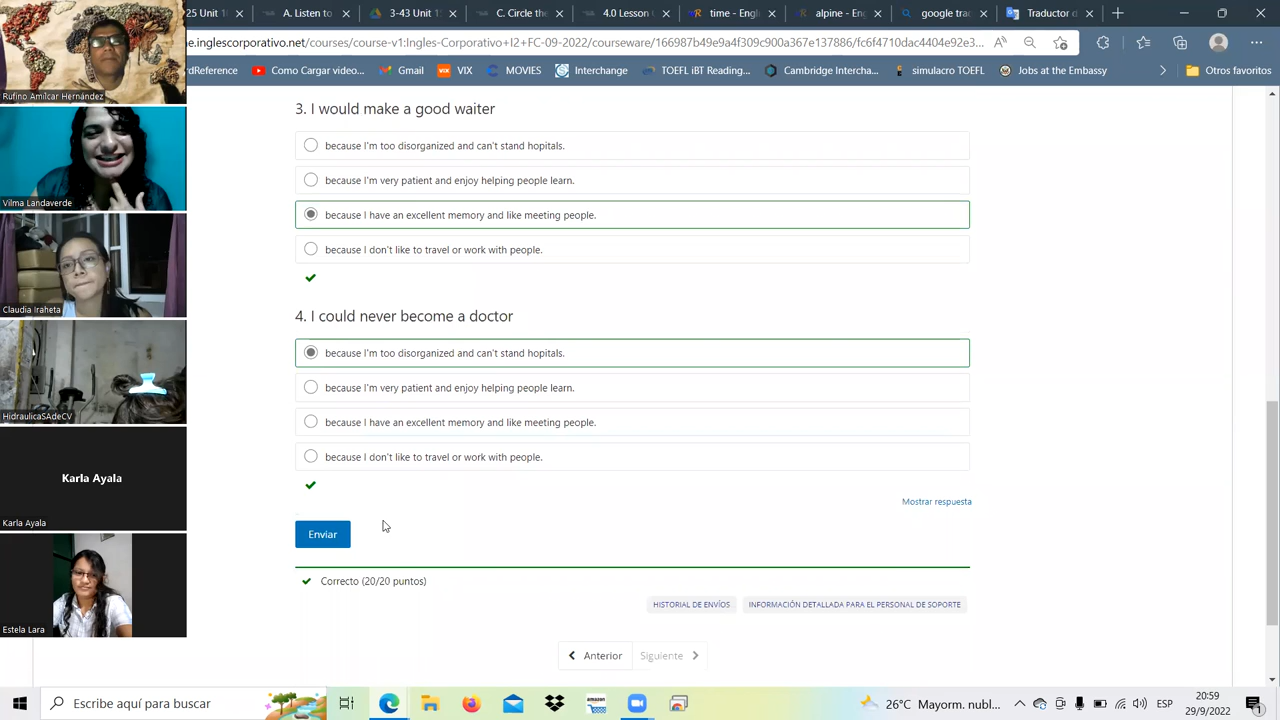 25 Unit 1
A. Listen to
3-43 Unit 1
C Circle the
4.0 Lesson
time - Engl
alpine - Eng
google tra
Traductor d
.inglescorporativo.net/courses/course-v1:Ingles-Corporativo+I2+FC-09-2022/courseware/166987b49e9a4f309c900a367e137886/fc6f4710dac4404e92e3...
rdReference
Como Cargar video...
Gmail
VIX
MOVIES
Interchange
TOEFL iBT Reading...
Cambridge Intercha...
simulacro TOEFL
Jobs at the Embassy
Otros favoritos
Rufino Amílcar Hernández
Vilma Landaverde
Claudia Iraheta
HidraulicaSAdeCV
Karla Ayala
Karla Ayala
Estela Lara
3. I would make a good waiter
because I'm too disorganized and can't stand hopitals.
because I'm very patient and enjoy helping people learn.
because I have an excellent memory and like meeting people.
because I don't like to travel or work with people.
4. I could never become a doctor
because I'm too disorganized and can't stand hopitals.
because I'm very patient and enjoy helping people learn.
because I have an excellent memory and like meeting people.
because I don't like to travel or work with people.
Mostrar respuesta
Enviar
Correcto (20/20 puntos)
HISTORIAL DE ENVÍOS
INFORMACIÓN DETALLADA PARA EL PERSONAL DE SOPORTE
Anterior
Siguiente
Escribe aquí para buscar
amazon
26°C Mayorm. nubl...
ESP
20:59
29/9/2022
1